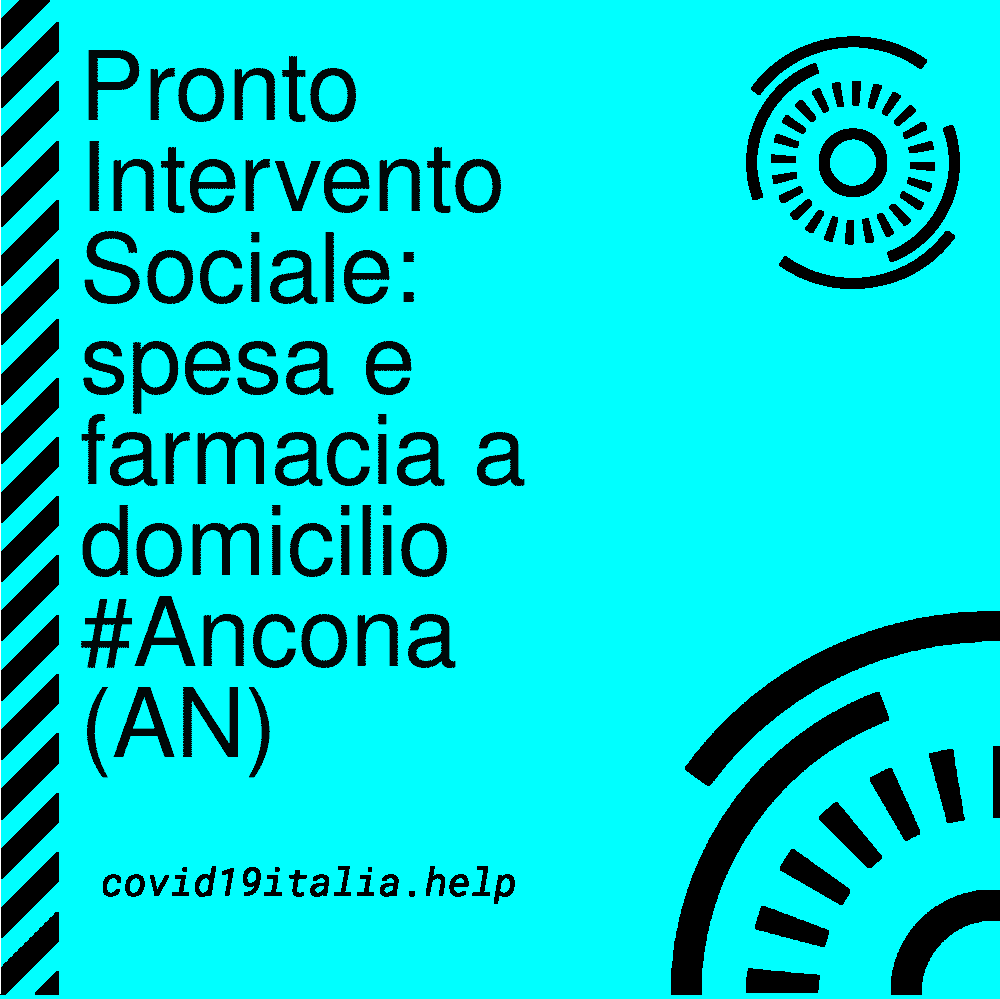 Pronto
Intervento
Sociale:
spesa e
farmacia a
domicilio
#Ancona
(AN)
covid19italia.help